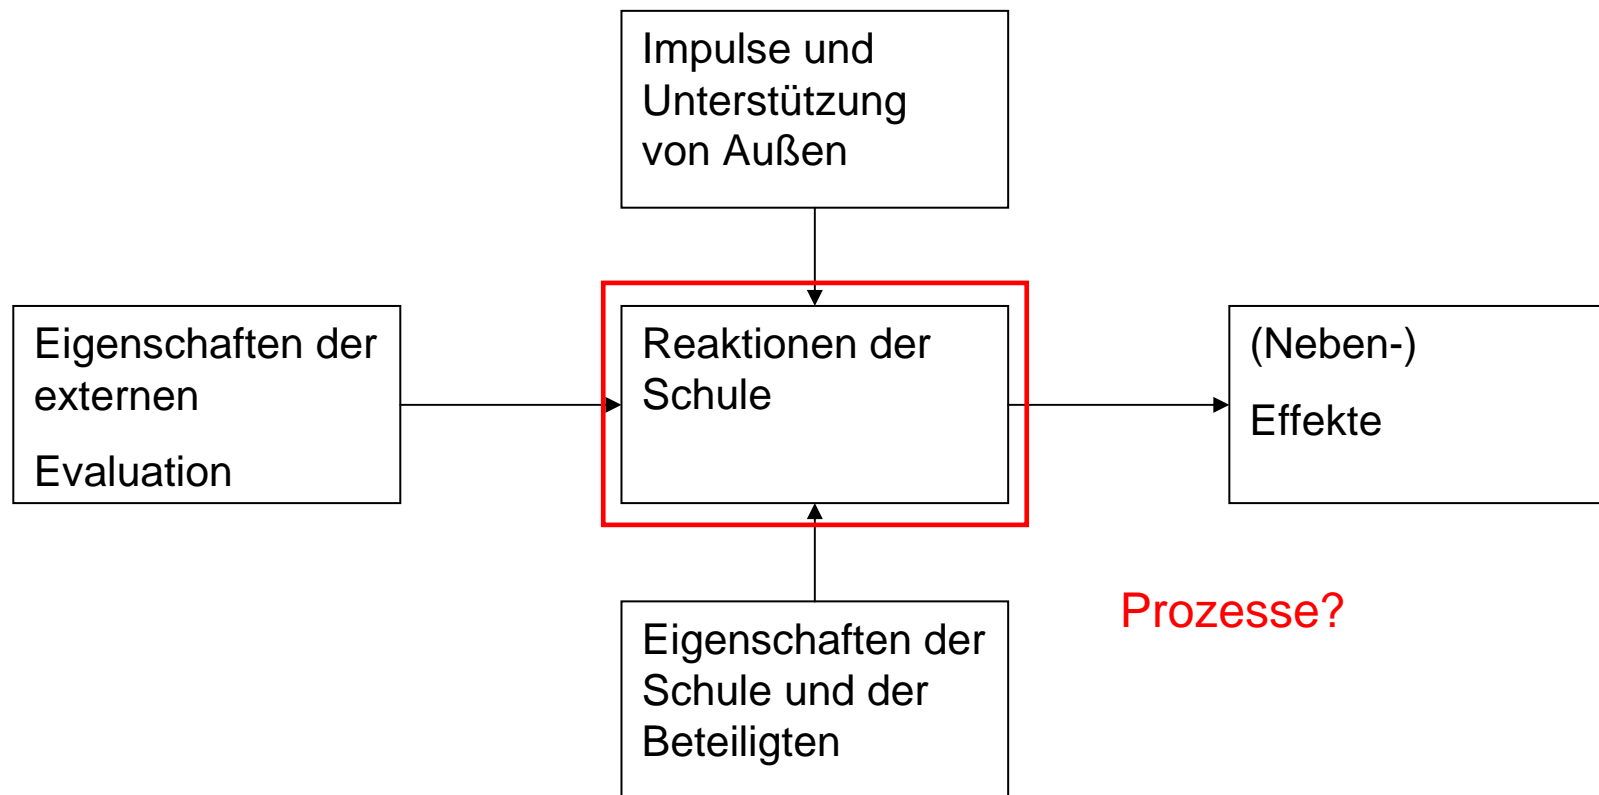 Impulse und
Unterstützung
von Außen
Eigenschaften der
externen
Evaluation
Reaktionen der
Schule
(Neben-)
Effekte
Prozesse?
Eigenschaften der
Schule und der
Beteiligten